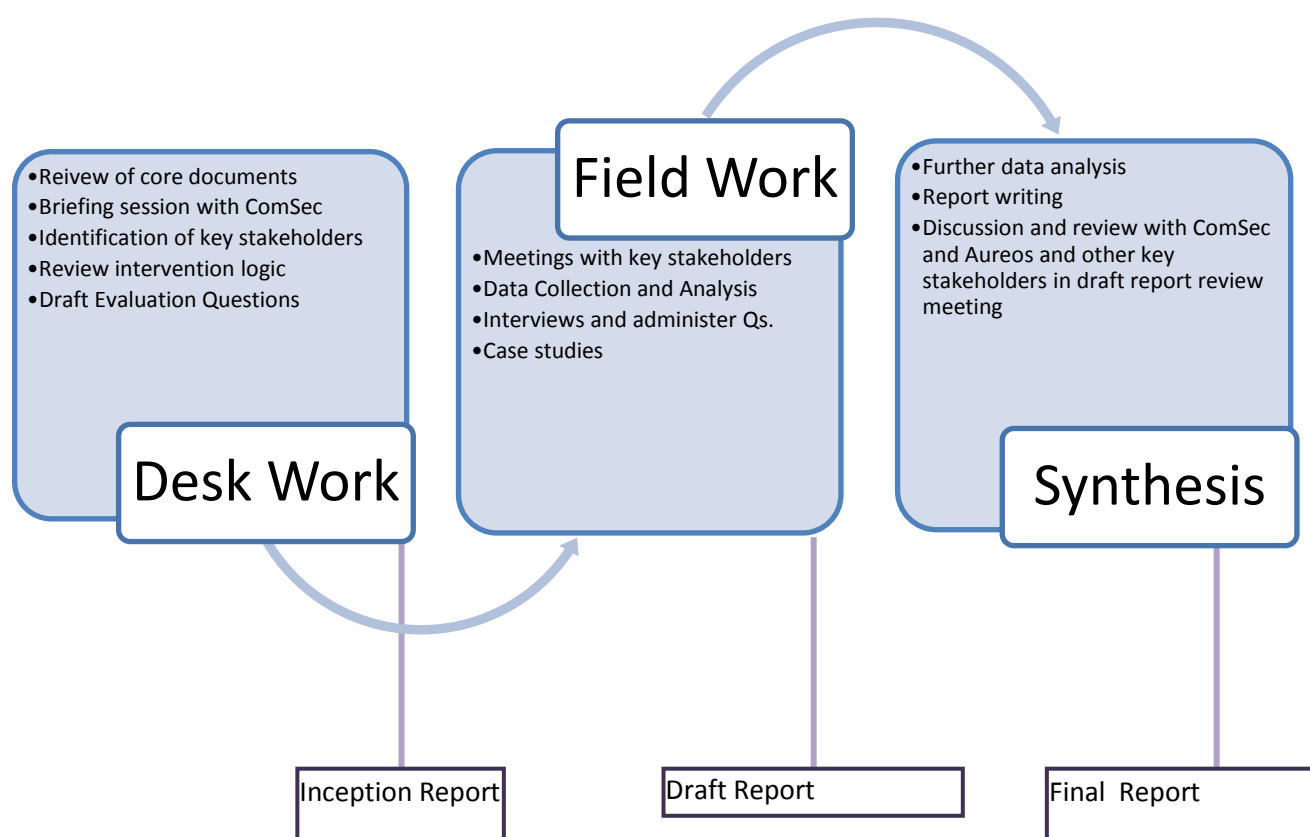 •Reivew of core documents
•Briefing session with ComSec
•Identification of key stakeholders
•Review intervention logic
•Draft Evaluation Questions
Desk Work
Field Work
•Meetings with key stakeholders
•Data Collection and Analysis
•Interviews and administer Qs.
•Case studies
•Further data analysis
•Report writing
•Discussion and review with ComSec
and Aureos and other key
stakeholders in draft report review
meeting
Synthesis
Inception Report
Draft Report
Final Report